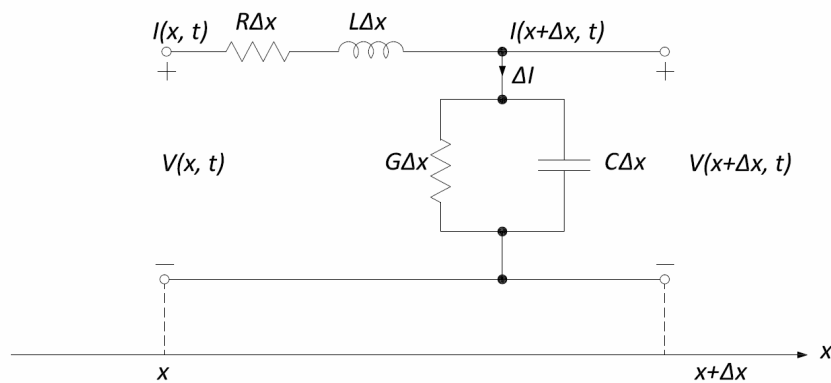 I(x, t) RΔx LΔx I(x+Δx, t)
+ ΔI +
V(x, t) GΔx CΔx V(x+Δx, t)
— —
x x+Δx x